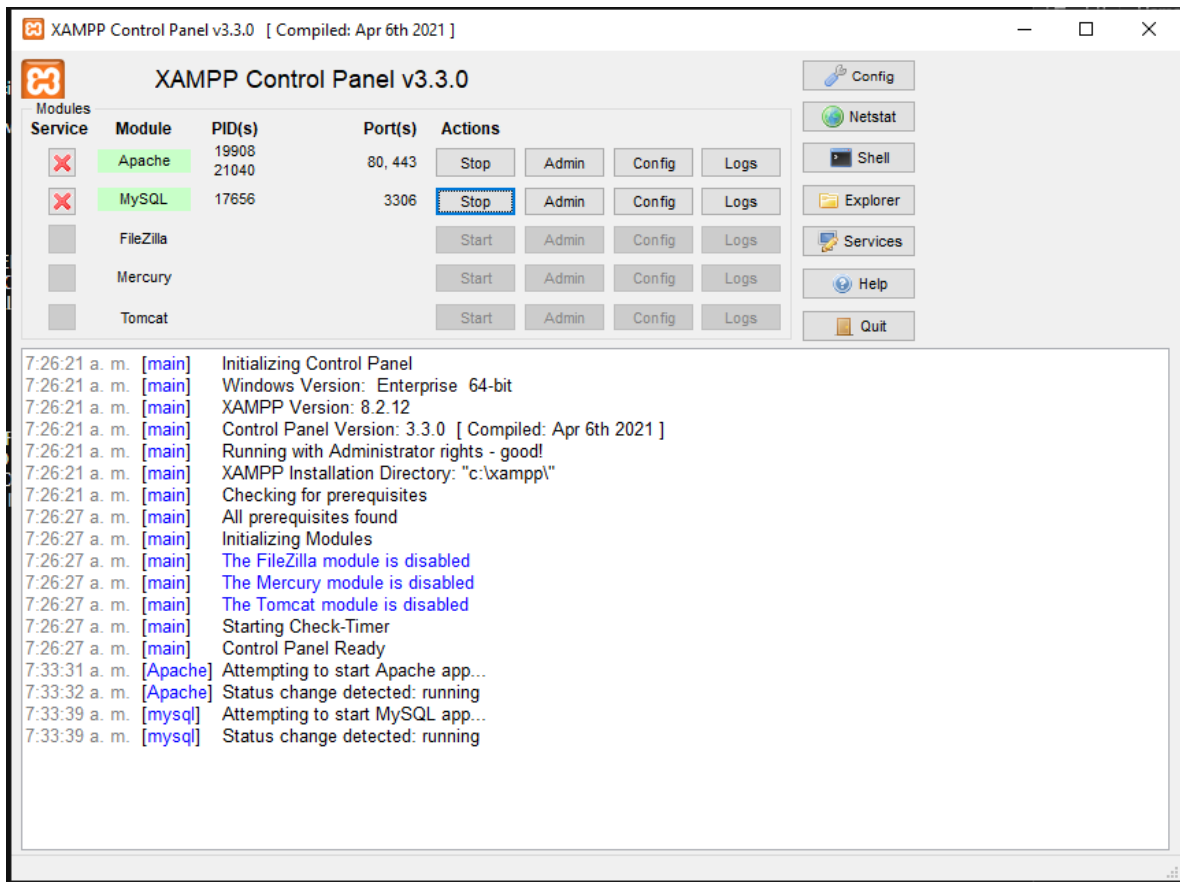 XAMPP Control Panel v3.3.0 [ Compiled: Apr 6th 2021 ]
XAMPP Control Panel v3.3.0
Config
Netstat
Shell
Explorer
Services
Help
Quit
Modules
Service Module PID(s) Port(s) Actions
Apache 19908 21040 80, 443 Stop Admin Config Logs
MySQL 17656 3306 Stop Admin Config Logs
FileZilla Start Admin Config Logs
Mercury Start Admin Config Logs
Tomcat Start Admin Config Logs
7:26:21 a. m. [main] Initializing Control Panel
7:26:21 a. m. [main] Windows Version: Enterprise 64-bit
7:26:21 a. m. [main] XAMPP Version: 8.2.12
7:26:21 a. m. [main] Control Panel Version: 3.3.0 [ Compiled: Apr 6th 2021 ]
7:26:21 a. m. [main] Running with Administrator rights - good!
7:26:21 a. m. [main] XAMPP Installation Directory: "c:\xampp\"
7:26:21 a. m. [main] Checking for prerequisites
7:26:27 a. m. [main] All prerequisites found
7:26:27 a. m. [main] Initializing Modules
7:26:27 a. m. [main] The FileZilla module is disabled
7:26:27 a. m. [main] The Mercury module is disabled
7:26:27 a. m. [main] The Tomcat module is disabled
7:26:27 a. m. [main] Starting Check-Timer
7:26:27 a. m. [main] Control Panel Ready
7:33:31 a. m. [Apache] Attempting to start Apache app...
7:33:32 a. m. [Apache] Status change detected: running
7:33:39 a. m. [mysql] Attempting to start MySQL app...
7:33:39 a. m. [mysql] Status change detected: running